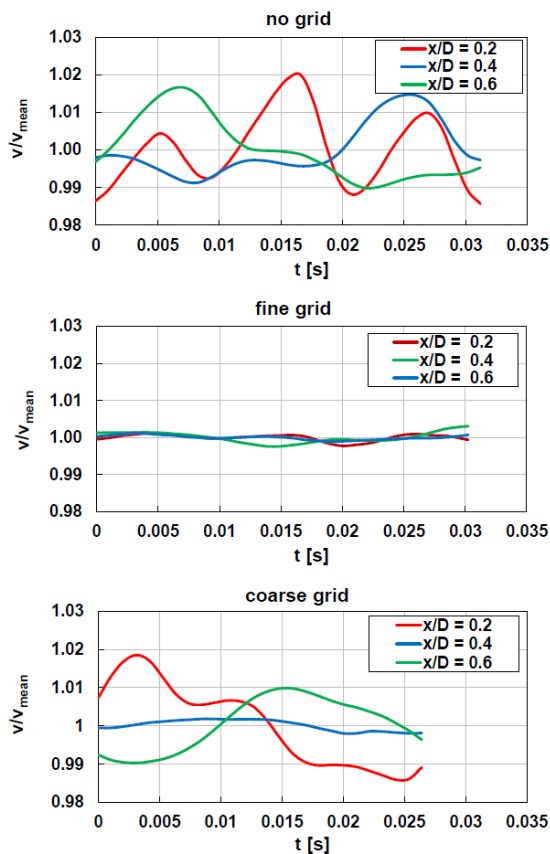 no grid
1.03
1.02
1.01
1.00
0.99
0.98
v/vmean
x/D = 0.2
x/D = 0.4
x/D = 0.6
0 0.005 0.01 0.015 0.02 0.025 0.03 0.035
t [s]
fine grid
1.03
1.02
1.01
1.00
0.99
0.98
v/vmean
x/D = 0.2
x/D = 0.4
x/D = 0.6
0 0.005 0.01 0.015 0.02 0.025 0.03 0.035
t [s]
coarse grid
1.03
1.02
1.01
1
0.99
0.98
v/vmean
x/D = 0.2
x/D = 0.4
x/D = 0.6
0 0.005 0.01 0.015 0.02 0.025 0.03 0.035
t [s]